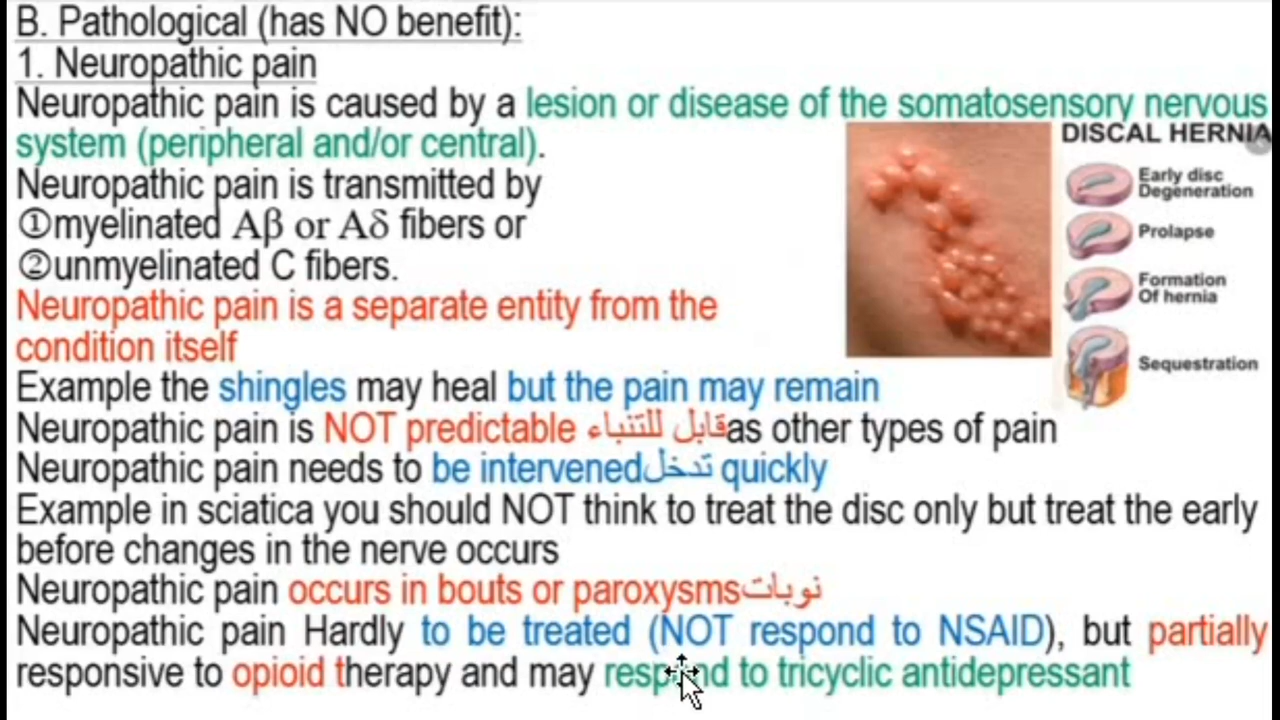 B. Pathological (has NO benefit):
1. Neuropathic pain
Neuropathic pain is caused by a lesion or disease of the somatosensory nervous
system (peripheral and/or central).
Neuropathic pain is transmitted by
①myelinated Aβ or Aδ fibers or
②unmyelinated C fibers.
Neuropathic pain is a separate entity from the
condition itself
Example the shingles may heal but the pain may remain
Neuropathic pain is NOT predictable قابل للتنباء as other types of pain
Neuropathic pain needs to be intervened تدخل quickly
Example in sciatica you should NOT think to treat the disc only but treat the early
before changes in the nerve occurs
Neuropathic pain occurs in bouts or paroxysms نوبات
Neuropathic pain Hardly to be treated (NOT respond to NSAID), but partially
responsive to opioid therapy and may respond to tricyclic antidepressant
DISCAL HERNIA
Early disc
Degeneration
Prolapse
Formation
Of hernia
Sequestration